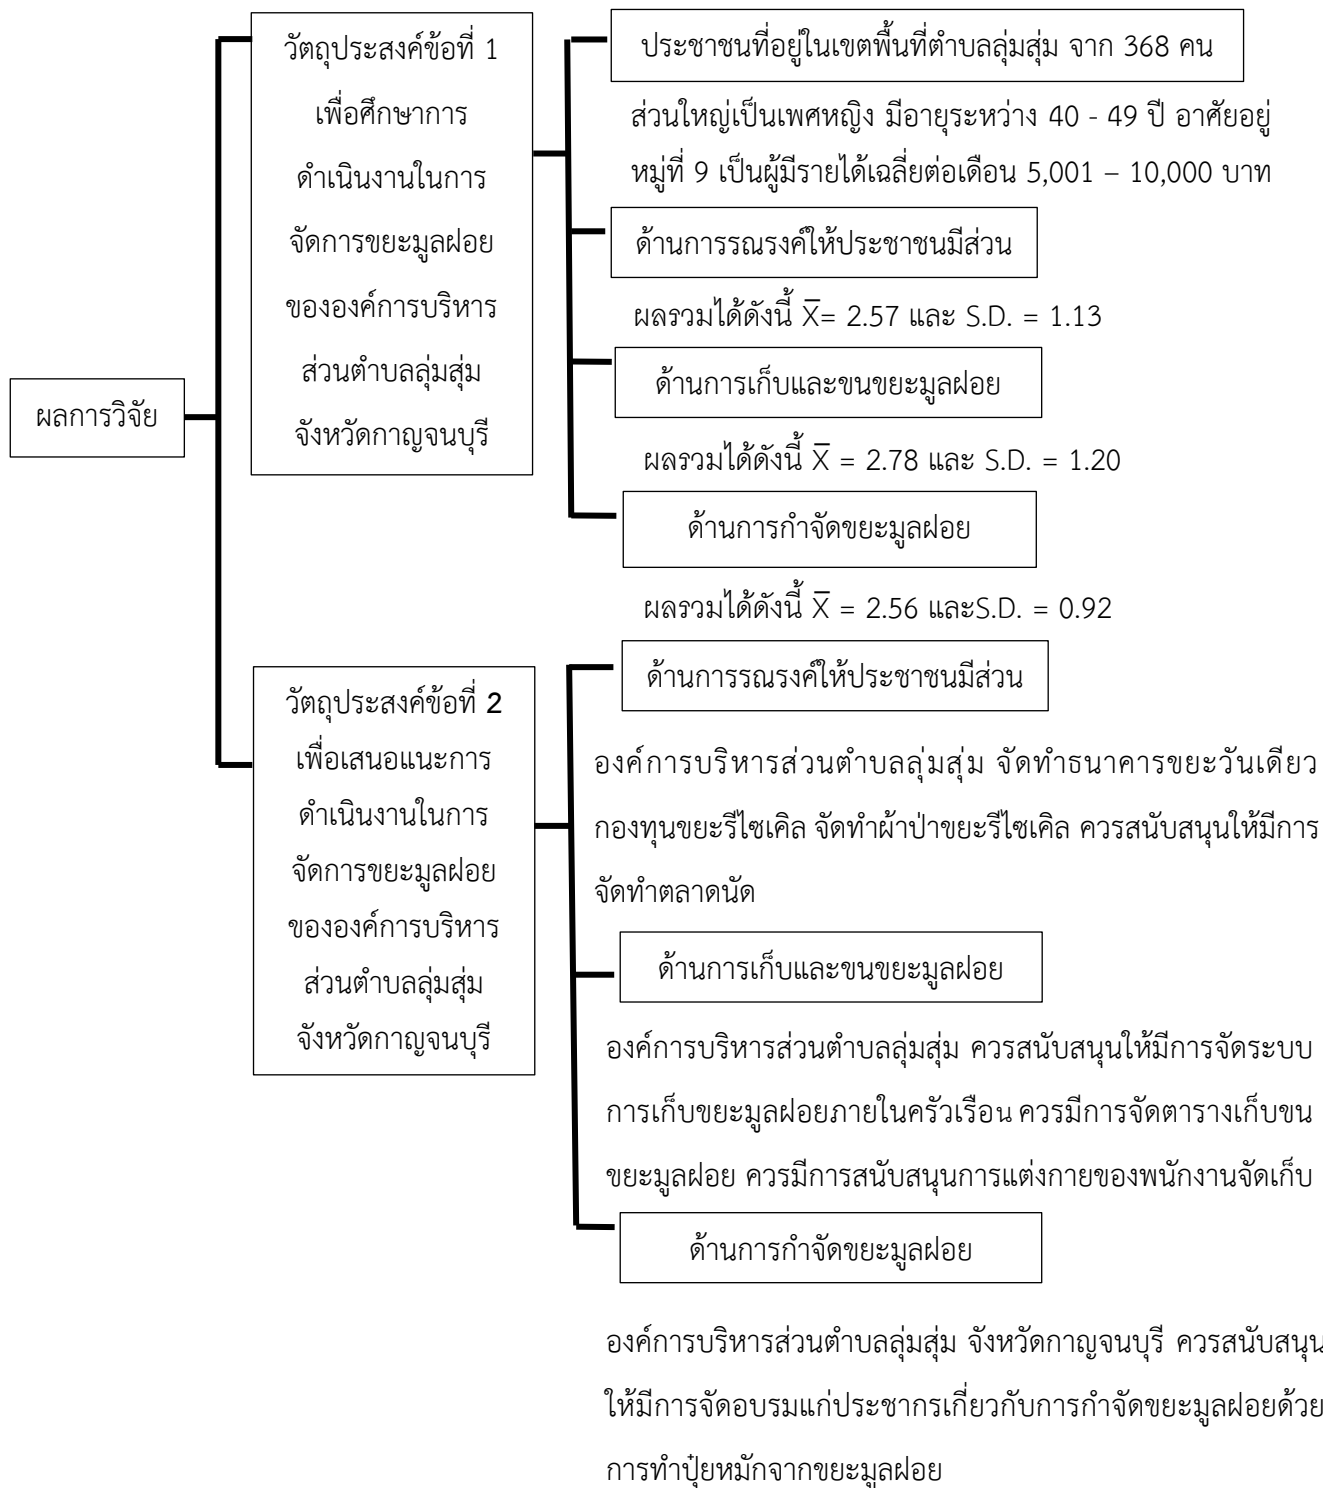 ผลการวิจัย
วัตถุประสงค์ข้อที่ 1
เพื่อศึกษาการ
ดำเนินงานในการ
จัดการขยะมูลฝอย
ขององค์การบริหาร
ส่วนตำบลลุ่มสุ่ม
จังหวัดกาญจนบุรี
ประชาชนที่อยู่ในเขตพื้นที่ตำบลลุ่มสุ่ม จาก 368 คน
ส่วนใหญ่เป็นเพศหญิง มีอายุระหว่าง 40 - 49 ปี อาศัยอยู่
หมู่ที่ 9 เป็นผู้มีรายได้เฉลี่ยต่อเดือน 5,001 – 10,000 บาท
ด้านการรณรงค์ให้ประชาชนมีส่วน
ผลรวมได้ดังนี้ X̅= 2.57 และ S.D. = 1.13
ด้านการเก็บและขนขยะมูลฝอย
ผลรวมได้ดังนี้ X̅ = 2.78 และ S.D. = 1.20
ด้านการกำจัดขยะมูลฝอย
ผลรวมได้ดังนี้ X̅ = 2.56 และS.D. = 0.92
วัตถุประสงค์ข้อที่ 2
เพื่อเสนอแนะการ
ดำเนินงานในการ
จัดการขยะมูลฝอย
ขององค์การบริหาร
ส่วนตำบลลุ่มสุ่ม
จังหวัดกาญจนบุรี
ด้านการรณรงค์ให้ประชาชนมีส่วน
องค์การบริหารส่วนตำบลลุ่มสุ่ม จัดทำธนาคารขยะวันเดียว
กองทุนขยะรีไซเคิล จัดทำผ้าป่าขยะรีไซเคิล ควรสนับสนุนให้มีการ
จัดทำตลาดนัด
ด้านการเก็บและขนขยะมูลฝอย
องค์การบริหารส่วนตำบลลุ่มสุ่ม ควรสนับสนุนให้มีการจัดระบบ
การเก็บขยะมูลฝอยภายในครัวเรือน ควรมีการจัดตารางเก็บขน
ขยะมูลฝอย ควรมีการสนับสนุนการแต่งกายของพนักงานจัดเก็บ
ด้านการกำจัดขยะมูลฝอย
องค์การบริหารส่วนตำบลลุ่มสุ่ม จังหวัดกาญจนบุรี ควรสนับสนุน
ให้มีการจัดอบรมแก่ประชากรเกี่ยวกับการกำจัดขยะมูลฝอยด้วย
การทำปุ๋ยหมักจากขยะมูลฝอย